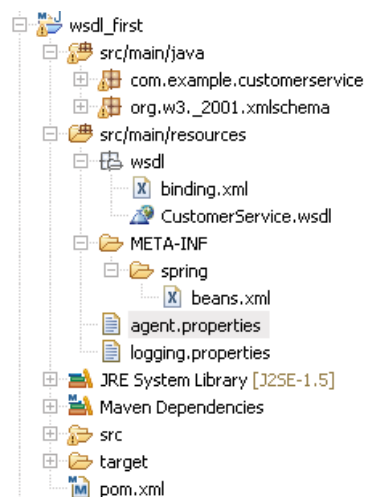 wsdl_first
src/main/java
com.example.customerservice
org.w3._2001.xmlschema
src/main/resources
wsdl
binding.xml
CustomerService.wsdl
META-INF
spring
beans.xml
agent.properties
logging.properties
JRE System Library [J2SE-1.5]
Maven Dependencies
src
target
pom.xml